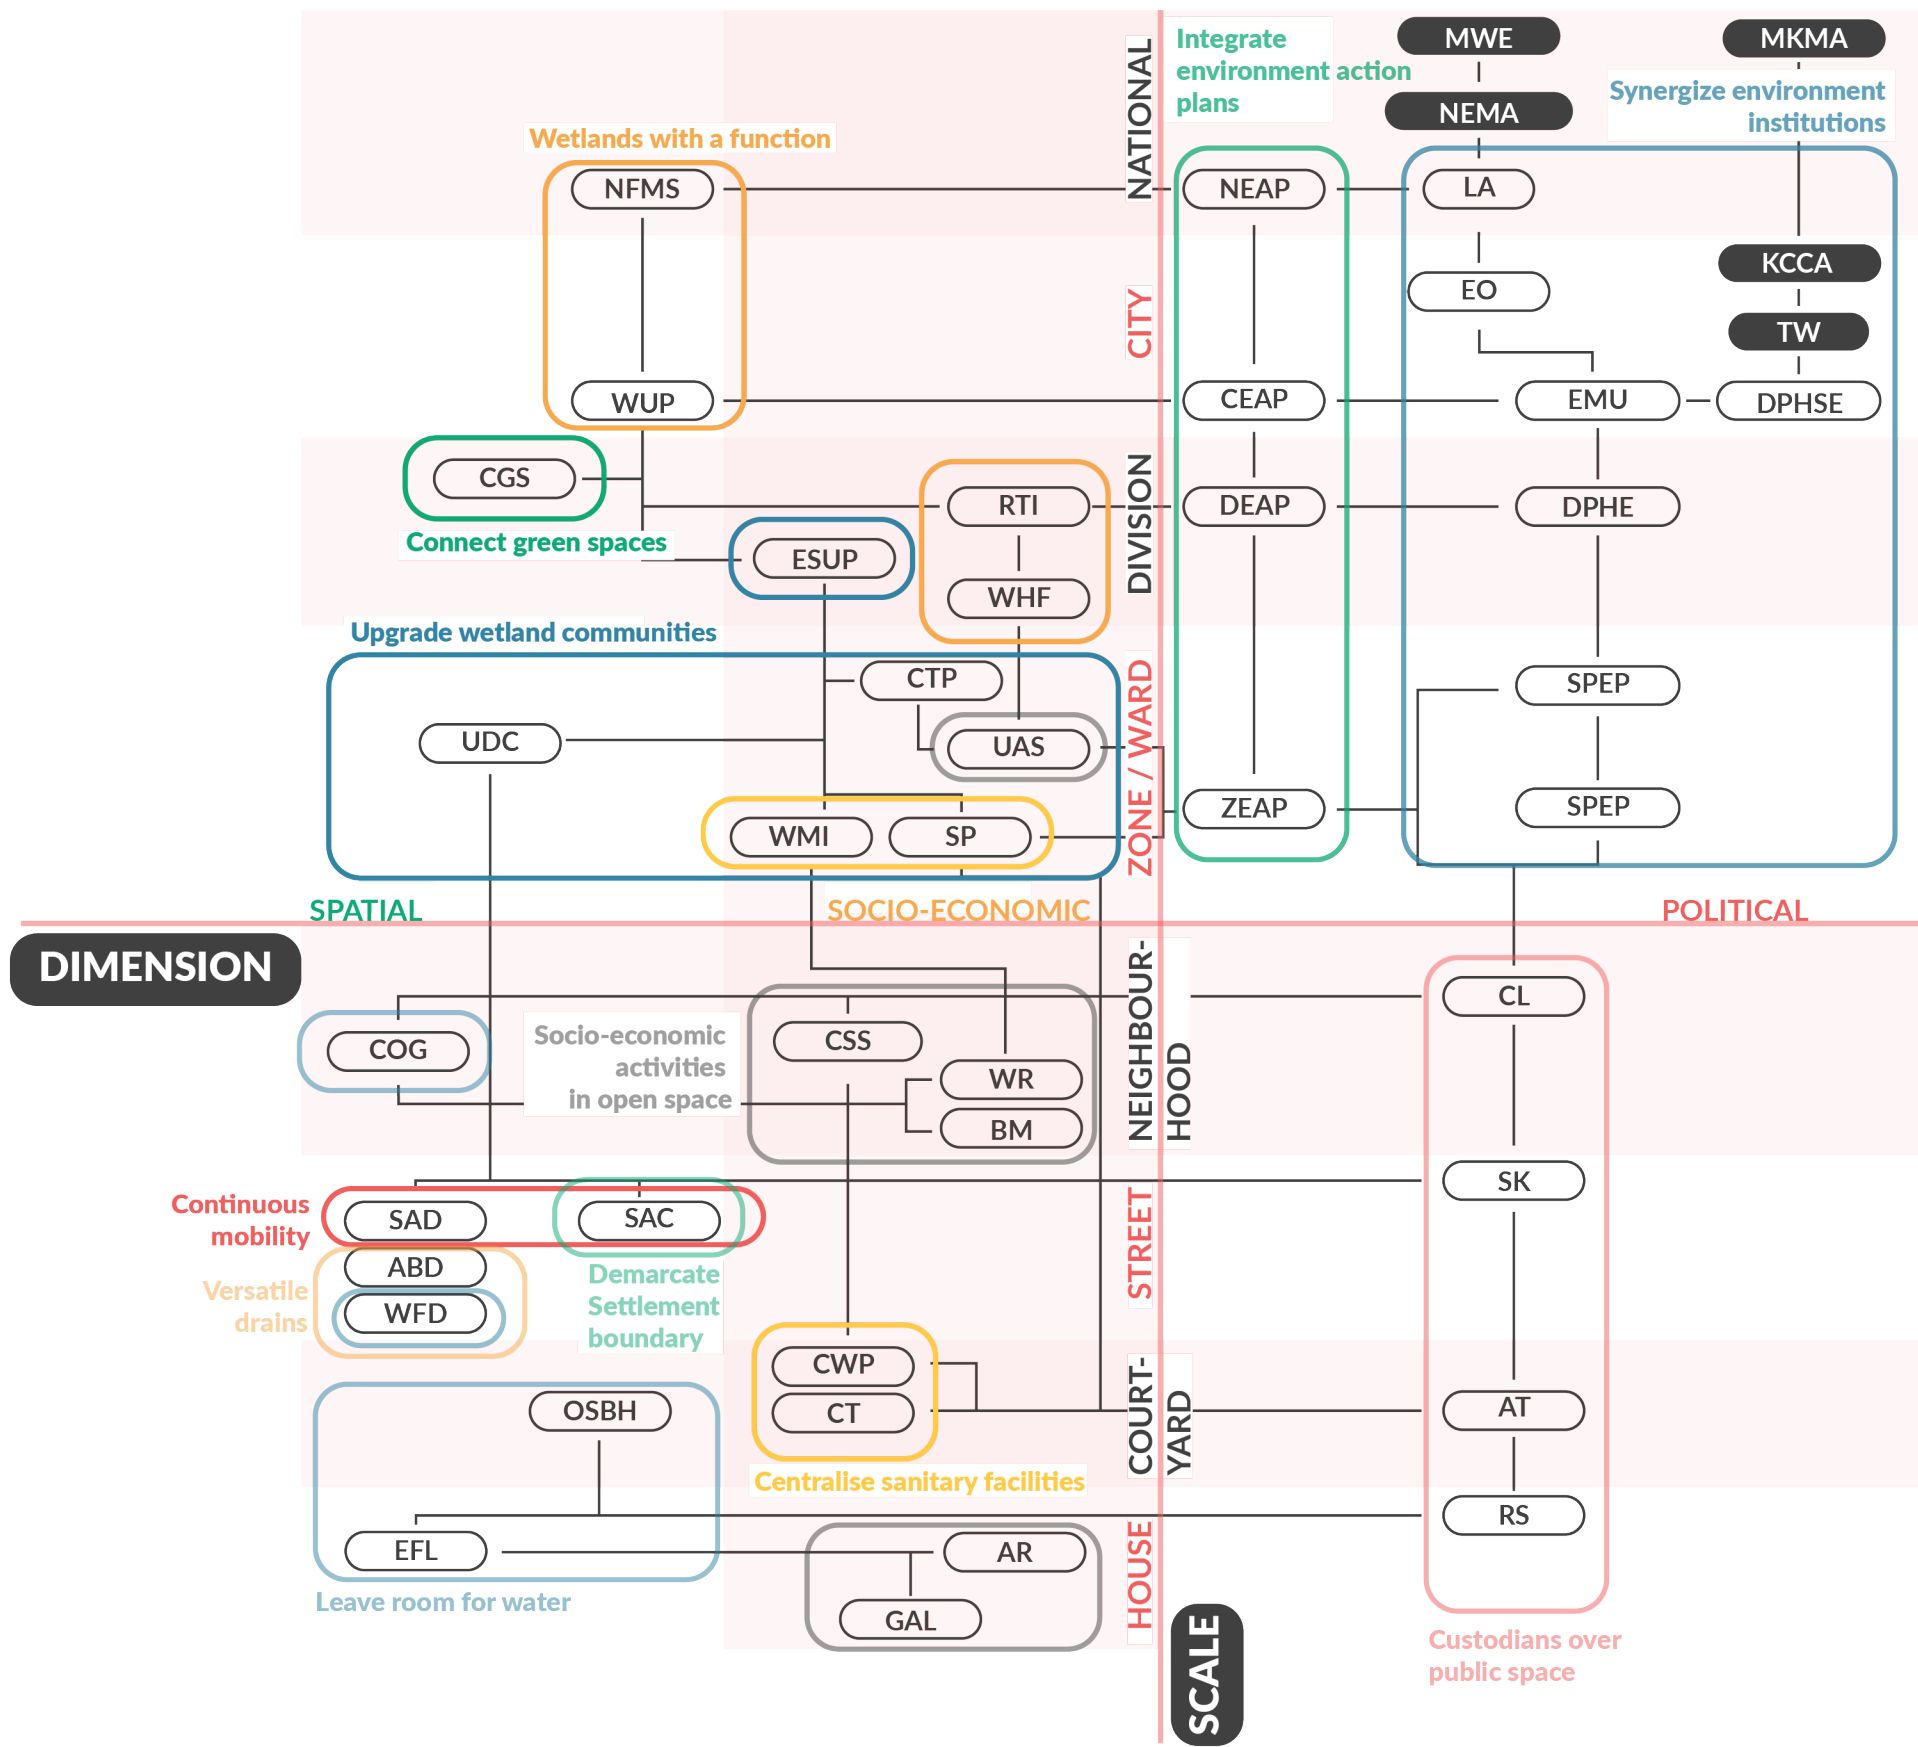 Integrate
environment action
plans
MWE
MKMA
NEMA
Synergize environment
institutions
NATIONAL
Wetlands with a function
NFMS
NEAP
LA
KCCA
EO
CITY
TW
WUP
CEAP
EMU
DPHSE
CGS
RTI
DIVISION
DEAP
DPHE
Connect green spaces
ESUP
WHF
Upgrade wetland communities
CTP
SPEP
UDC
UAS
ZONE / WARD
ZEAP
SPEP
WMI
SP
SPATIAL
SOCIO-ECONOMIC
POLITICAL
DIMENSION
NEIGHBOUR-
HOOD
CL
COG
Socio-economic
activities
in open space
CSS
WR
BM
SK
Continuous
mobility
SAD
SAC
STREET
ABD
Versatile
drains
WFD
Demarcate
Settlement
boundary
CWP
CT
COURT-
YARD
OSBH
AT
Centralise sanitary facilities
RS
EFL
AR
HOUSE
GAL
Leave room for water
SCALE
Custodians over
public space